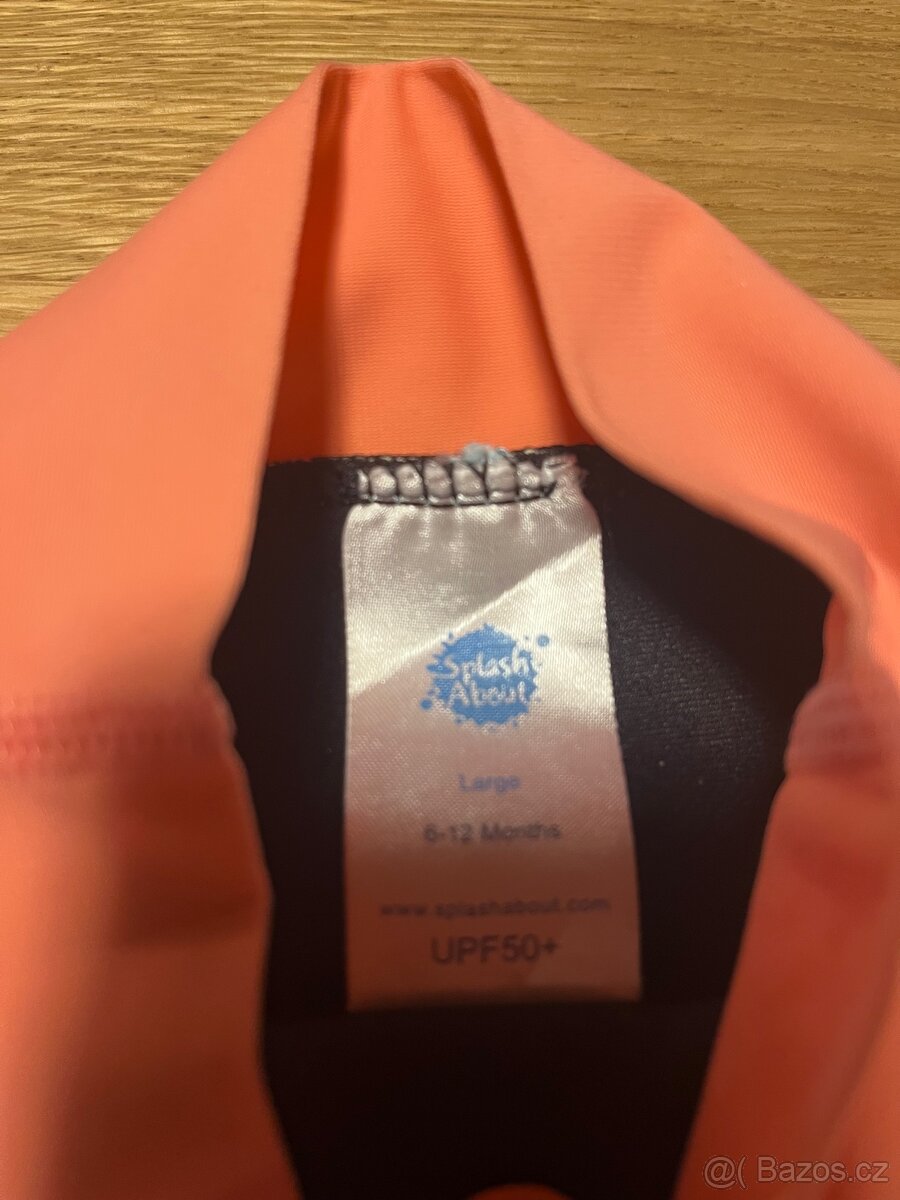 Splash
About
Large
6-12 Months
www.splashabout.com
UPF50+
@( Bazos.cz